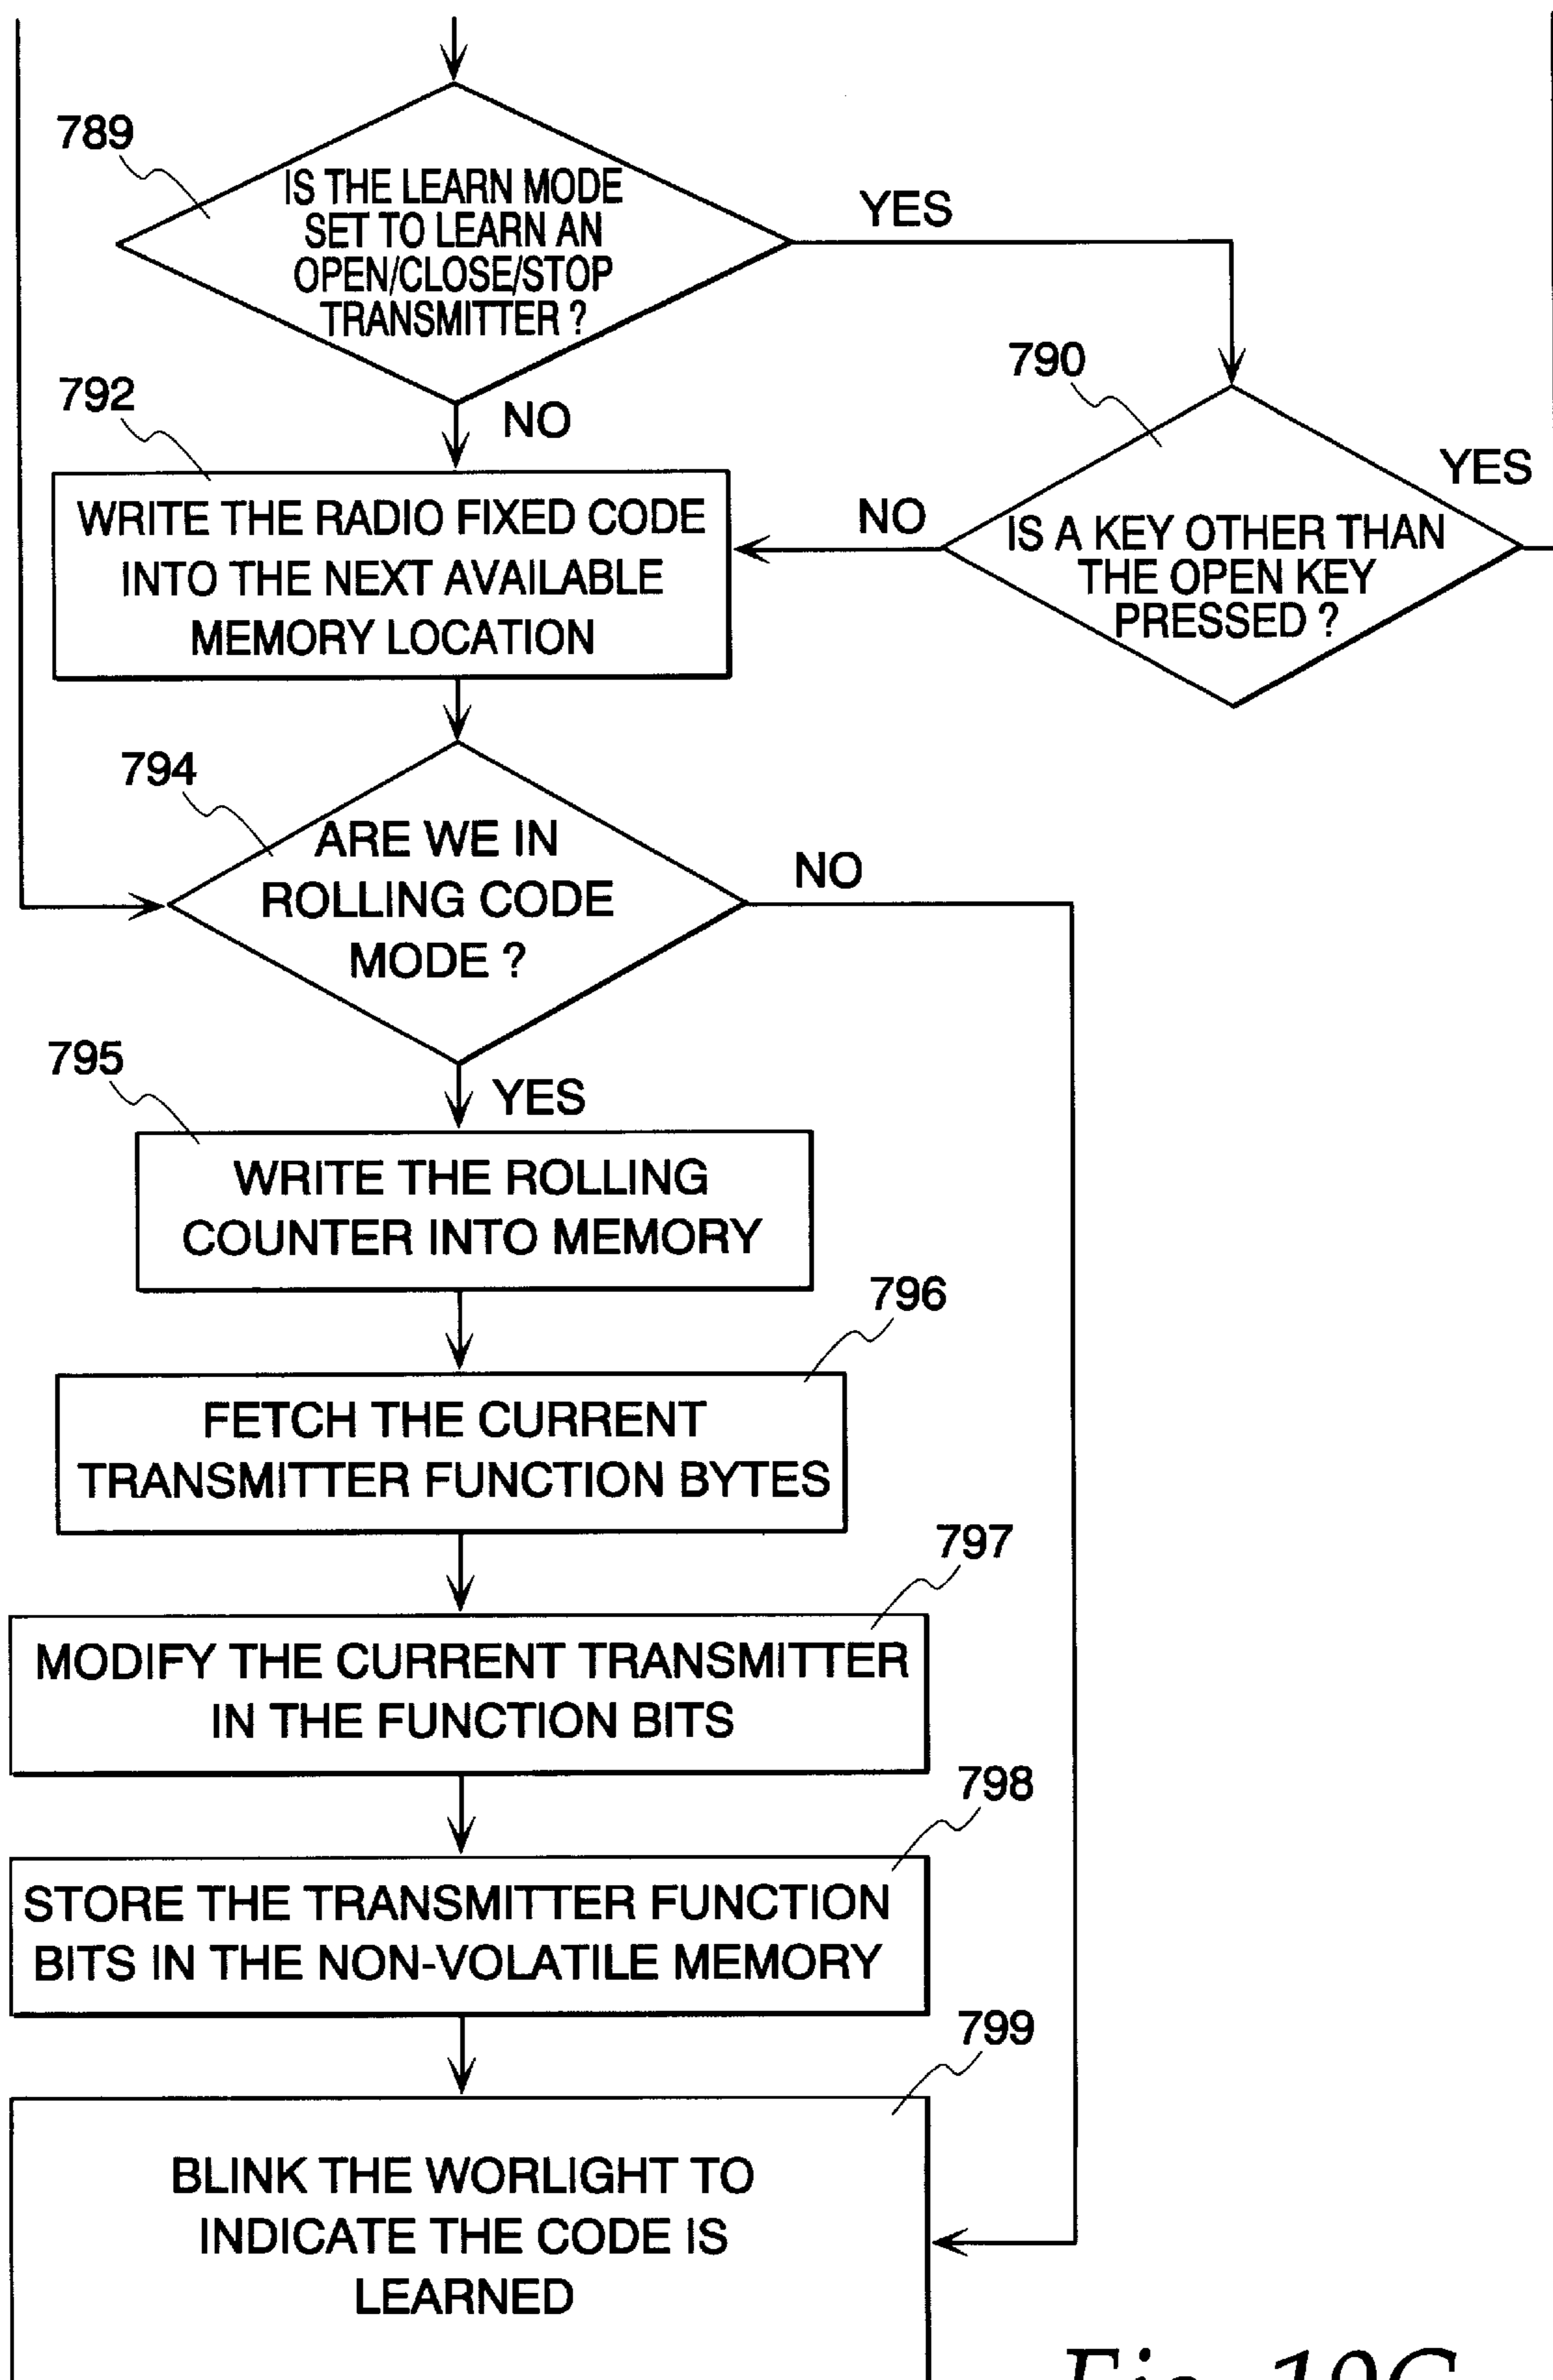 789
IS THE LEARN MODE
SET TO LEARN AN
OPEN/CLOSE/STOP
TRANSMITTER ?
YES
790
IS A KEY OTHER THAN
THE OPEN KEY
PRESSED ?
YES
NO
NO
792
WRITE THE RADIO FIXED CODE
INTO THE NEXT AVAILABLE
MEMORY LOCATION
794
ARE WE IN
ROLLING CODE
MODE ?
NO
YES
795
WRITE THE ROLLING
COUNTER INTO MEMORY
796
FETCH THE CURRENT
TRANSMITTER FUNCTION BYTES
797
MODIFY THE CURRENT TRANSMITTER
IN THE FUNCTION BITS
798
STORE THE TRANSMITTER FUNCTION
BITS IN THE NON-VOLATILE MEMORY
799
BLINK THE WORLIGHT TO
INDICATE THE CODE IS
LEARNED